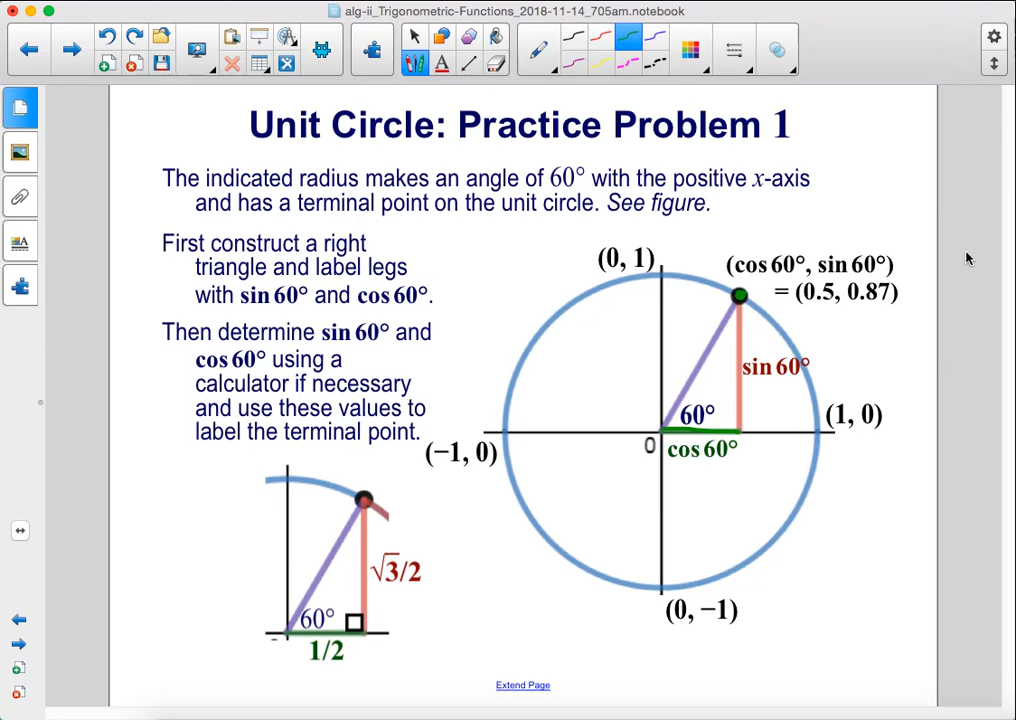 alg-ii_Trigonometric-Functions_2018-11-14_705am.notebook
Unit Circle: Practice Problem 1
The indicated radius makes an angle of 60° with the positive x-axis
and has a terminal point on the unit circle. See figure.
First construct a right
triangle and label legs
with sin 60° and cos 60°.
Then determine sin 60° and
cos 60° using a
calculator if necessary
and use these values to
label the terminal point.
(0, 1)
(cos 60°, sin 60°)
= (0.5, 0.87)
sin 60°
60°
(1, 0)
0
cos 60°
(−1, 0)
(0, −1)
√3/2
60°
1/2
Extend Page